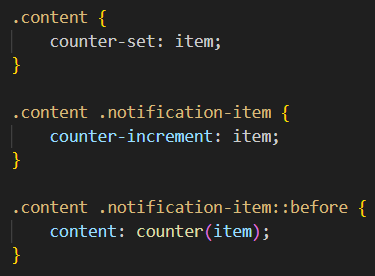 .content {
    counter-set: item;
}

.content .notification-item {
    counter-increment: item;
}

.content .notification-item::before {
    content: counter(item);
}